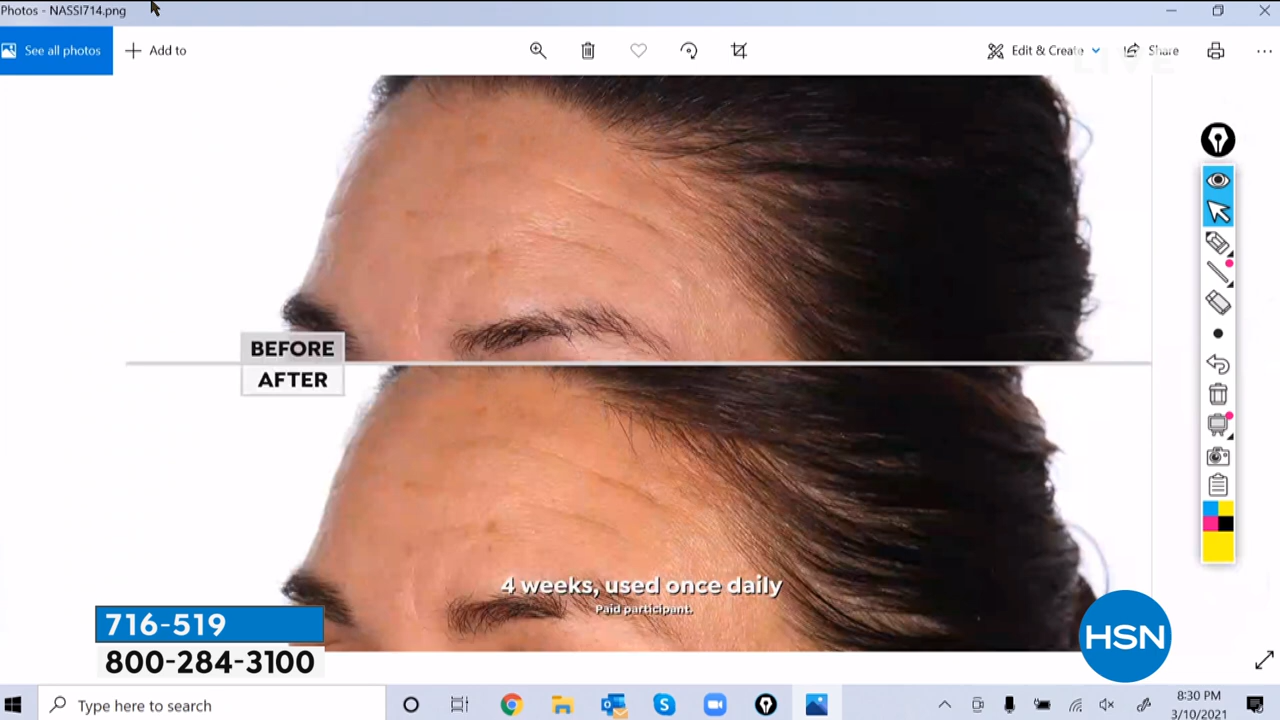 Photos - NASSI714.png
See all photos
Add to
Edit & Create
Share
LIVE
BEFORE
AFTER
4 weeks, used once daily
Paid participant.
716-519
800-284-3100
HSN
Type here to search
8:30 PM
3/10/2021